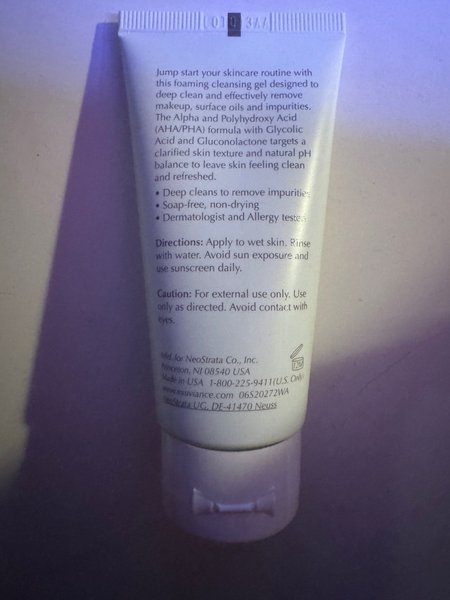 Jump start your skincare routine with
this foaming cleansing gel designed to
deep clean and effectively remove
makeup, surface oils and impurities.
The Alpha and Polyhydroxy Acid
(AHA/PHA) formula with Glycolic
Acid and Gluconolactone targets a
clarified skin texture and natural pH
balance to leave skin feeling clean
and refreshed.
• Deep cleans to remove impurities
• Soap-free, non-drying
• Dermatologist and Allergy tested
Directions: Apply to wet skin. Rinse
with water. Avoid sun exposure and
use sunscreen daily.
Caution: For external use only. Use
only as directed. Avoid contact with
eyes.
Mfd. for NeoStrata Co., Inc.
Princeton, NJ 08540 USA
Made in USA 1-800-225-9411(U.S. Only)
www.exuviance.com 06520272WA
NeoStrata UG, DE-41470 Neuss